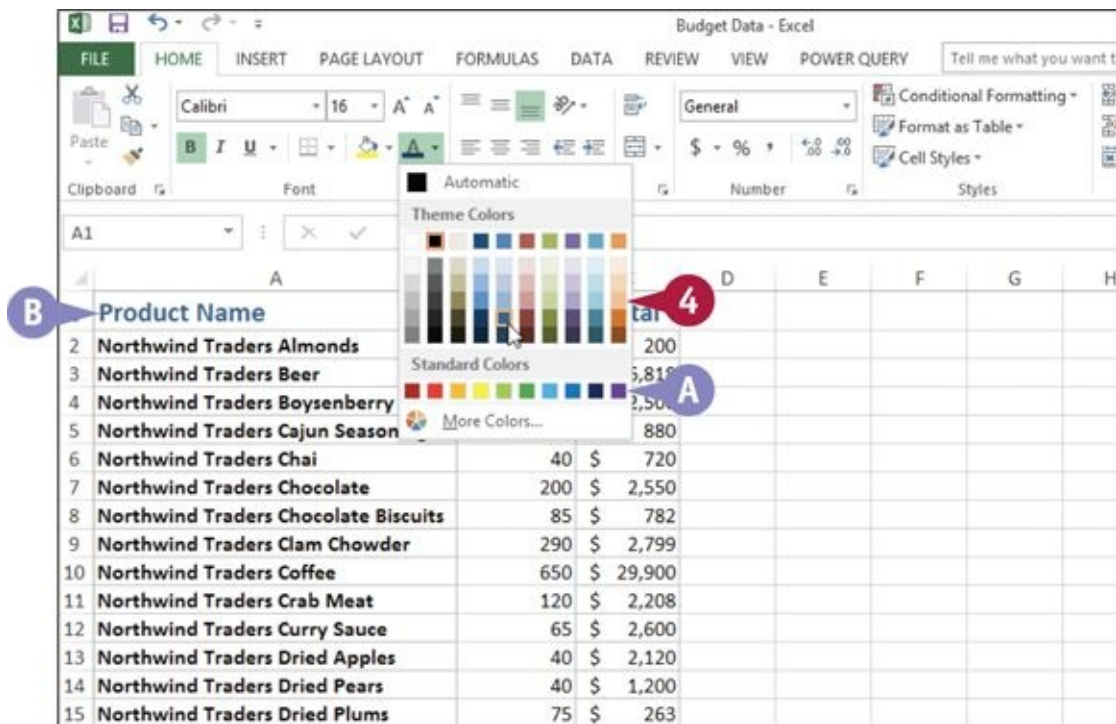 Budget Data - Excel
FILE HOME INSERT PAGE LAYOUT FORMULAS DATA REVIEW VIEW POWER QUERY Tell me what you want t
Calibri 16 A A General Conditional Formatting
Paste B I U A $ % , Format as Table
Cell Styles
Clipboard Font Number Styles
Automatic
Theme Colors
A1
A D E F G H
B Product Name tal 4
2 Northwind Traders Almonds 200
Standard Colors
3 Northwind Traders Beer 5,818
A
4 Northwind Traders Boysenberry
More Colors...
5 Northwind Traders Cajun Season 880
6 Northwind Traders Chai 40 $ 720
7 Northwind Traders Chocolate 200 $ 2,550
8 Northwind Traders Chocolate Biscuits 85 $ 782
9 Northwind Traders Clam Chowder 290 $ 2,799
10 Northwind Traders Coffee 650 $ 29,900
11 Northwind Traders Crab Meat 120 $ 2,208
12 Northwind Traders Curry Sauce 65 $ 2,600
13 Northwind Traders Dried Apples 40 $ 2,120
14 Northwind Traders Dried Pears 40 $ 1,200
15 Northwind Traders Dried Plums 75 $ 263